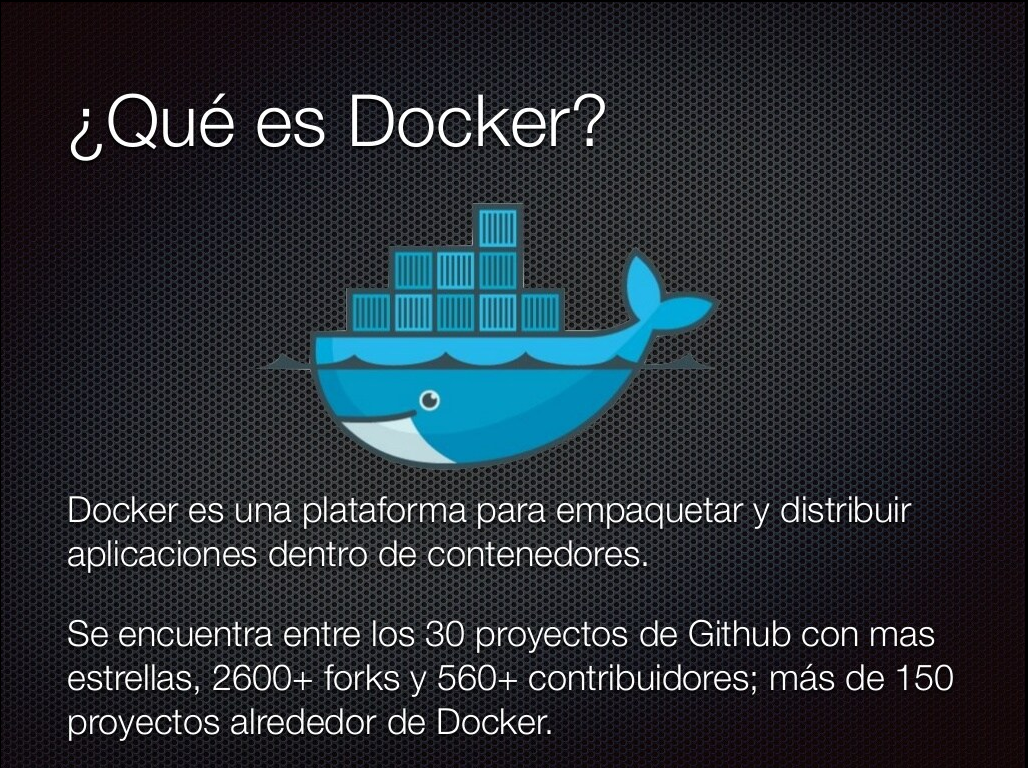 ¿Qué es Docker?
Docker es una plataforma para empaquetar y distribuir
aplicaciones dentro de contenedores.
Se encuentra entre los 30 proyectos de Github con mas
estrellas, 2600+ forks y 560+ contribuidores; más de 150
proyectos alrededor de Docker.